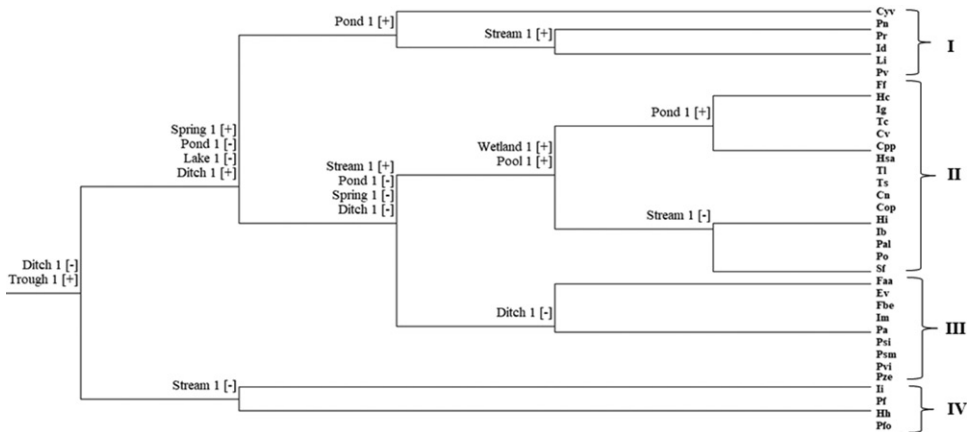 Pond 1 [+]
Stream 1 [+]
Spring 1 [+]
Pond 1 [-]
Lake 1 [-]
Ditch 1 [+]
Stream 1 [+]
Pond 1 [-]
Spring 1 [-]
Ditch 1 [-]
Wetland 1 [+]
Pool 1 [+]
Pond 1 [+]
Stream 1 [-]
Ditch 1 [-]
Trough 1 [+]
Ditch 1 [-]
Stream 1 [-]
Cyv
Pn
Pr
Id
Li
Pv
I
Ff
Hc
Ig
Tc
Cv
Cpp
Hsa
Tl
Ts
Cn
Cop
Hi
Ib
Pal
Po
Sf
II
Faa
Ev
Fbe
Im
Pa
Psi
Psm
Pvi
Pze
III
Ii
Pf
Hh
Pfo
IV